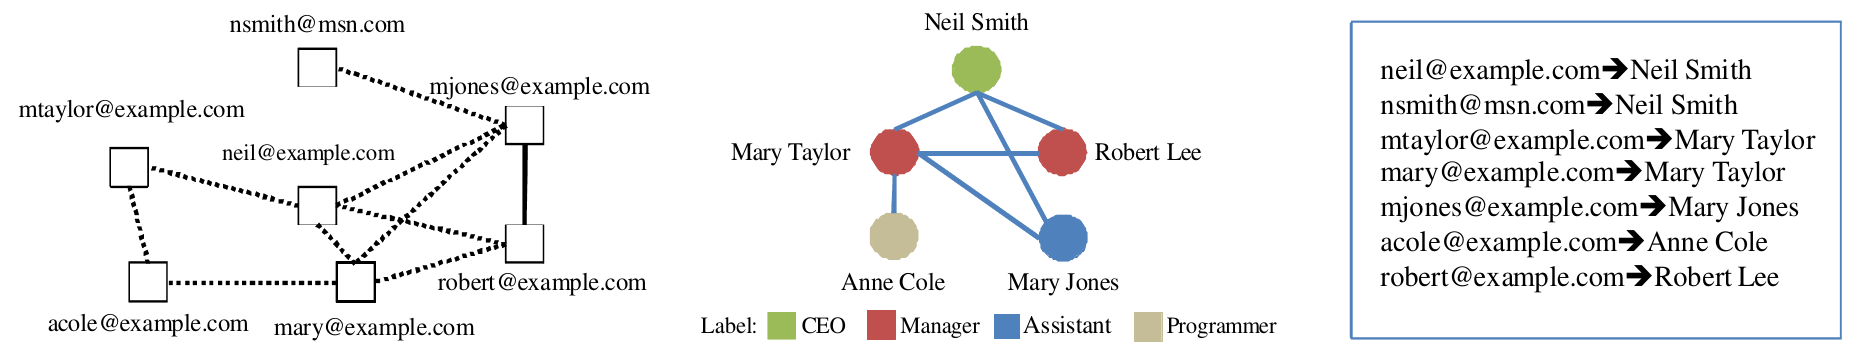 nsmith@msn.com
mjones@example.com
mtaylor@example.com
neil@example.com
robert@example.com
acole@example.com
mary@example.com
Neil Smith
Mary Taylor
Robert Lee
Anne Cole
Mary Jones
Label: CEO Manager Assistant Programmer
neil@example.com➔Neil Smith
nsmith@msn.com➔Neil Smith
mtaylor@example.com➔Mary Taylor
mary@example.com➔Mary Taylor
mjones@example.com➔Mary Jones
acole@example.com➔Anne Cole
robert@example.com➔Robert Lee